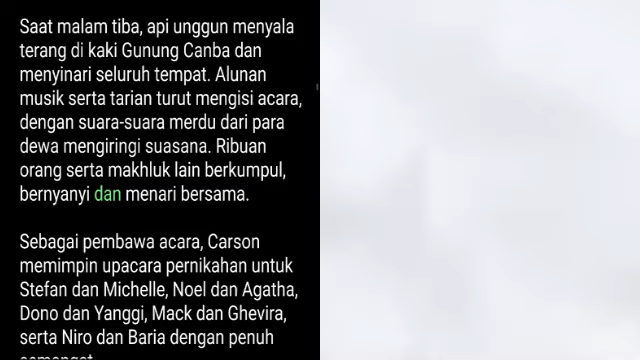 Saat malam tiba, api unggun menyala
terang di kaki Gunung Canba dan
menyinari seluruh tempat. Alunan
musik serta tarian turut mengisi acara,
dengan suara-suara merdu dari para
dewa mengiringi suasana. Ribuan
orang serta makhluk lain berkumpul,
bernyanyi dan menari bersama.
Sebagai pembawa acara, Carson
memimpin upacara pernikahan untuk
Stefan dan Michelle, Noel dan Agatha,
Dono dan Yanggi, Mack dan Ghevira,
serta Niro dan Baria dengan penuh